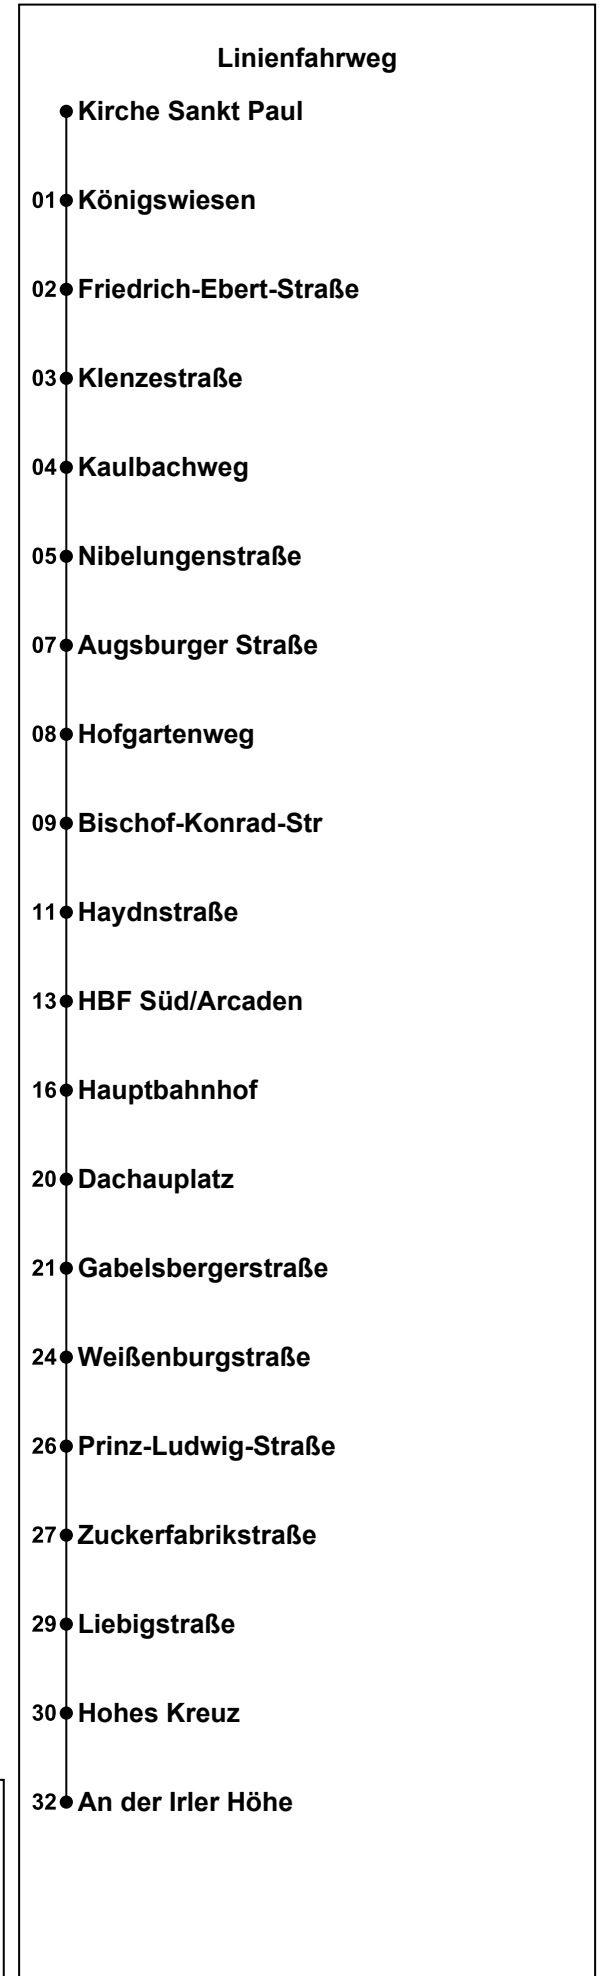 Linienfahrweg
Kirche Sankt Paul
01 Königswiesen
02 Friedrich-Ebert-Straße
03 Klenzestraße
04 Kaulbachweg
05 Nibelungenstraße
07 Augsburger Straße
08 Hofgartenweg
09 Bischof-Konrad-Str
11 Haydnstraße
13 HBF Süd/Arcaden
16 Hauptbahnhof
20 Dachauplatz
21 Gabelsbergerstraße
24 Weißenburgstraße
26 Prinz-Ludwig-Straße
27 Zuckerfabrikstraße
29 Liebigstraße
30 Hohes Kreuz
32 An der Irler Höhe